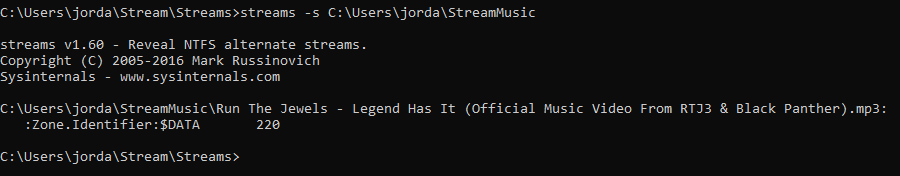 C:\Users\jorda\Stream\Streams>streams -s C:\Users\jorda\StreamMusic
streams v1.60 - Reveal NTFS alternate streams.
Copyright (C) 2005-2016 Mark Russinovich
Sysinternals - www.sysinternals.com
C:\Users\jorda\StreamMusic\Run The Jewels - Legend Has It (Official Music Video From RTJ3 & Black Panther).mp3:
   :Zone.Identifier:$DATA       220
C:\Users\jorda\Stream\Streams>